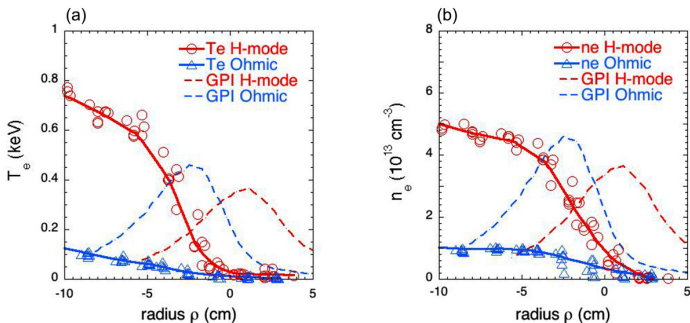 (a)
Te H-mode
Te Ohmic
GPI H-mode
GPI Ohmic
T_e (keV)
1
0.8
0.6
0.4
0.2
0
-10 -5 0 5
radius ρ (cm)
(b)
ne H-mode
ne Ohmic
GPI H-mode
GPI Ohmic
n_e (10^13 cm^-3)
8
6
4
2
0
-10 -5 0 5
radius ρ (cm)